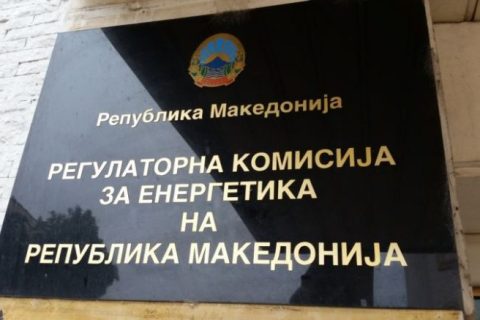 Република Македонија
РЕГУЛАТОРНА КОМИСИЈА
ЗА ЕНЕРГЕТИКА
НА
РЕПУБЛИКА МАКЕДОНИЈА